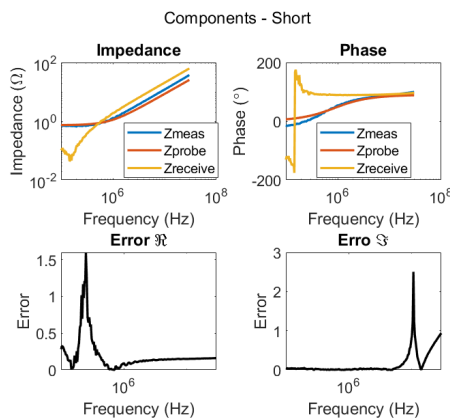 Components - Short
Impedance
Impedance (Ω)
10^2
10^0
10^-2
Zmeas
Zprobe
Zreceive
10^6
10^8
Frequency (Hz)
Phase
Phase (°)
200
0
-200
Zmeas
Zprobe
Zreceive
10^6
10^8
Frequency (Hz)
Error ℜ
Error
1.5
1
0.5
0
10^6
Frequency (Hz)
Erro ℑ
Error
3
2
1
0
10^6
Frequency (Hz)